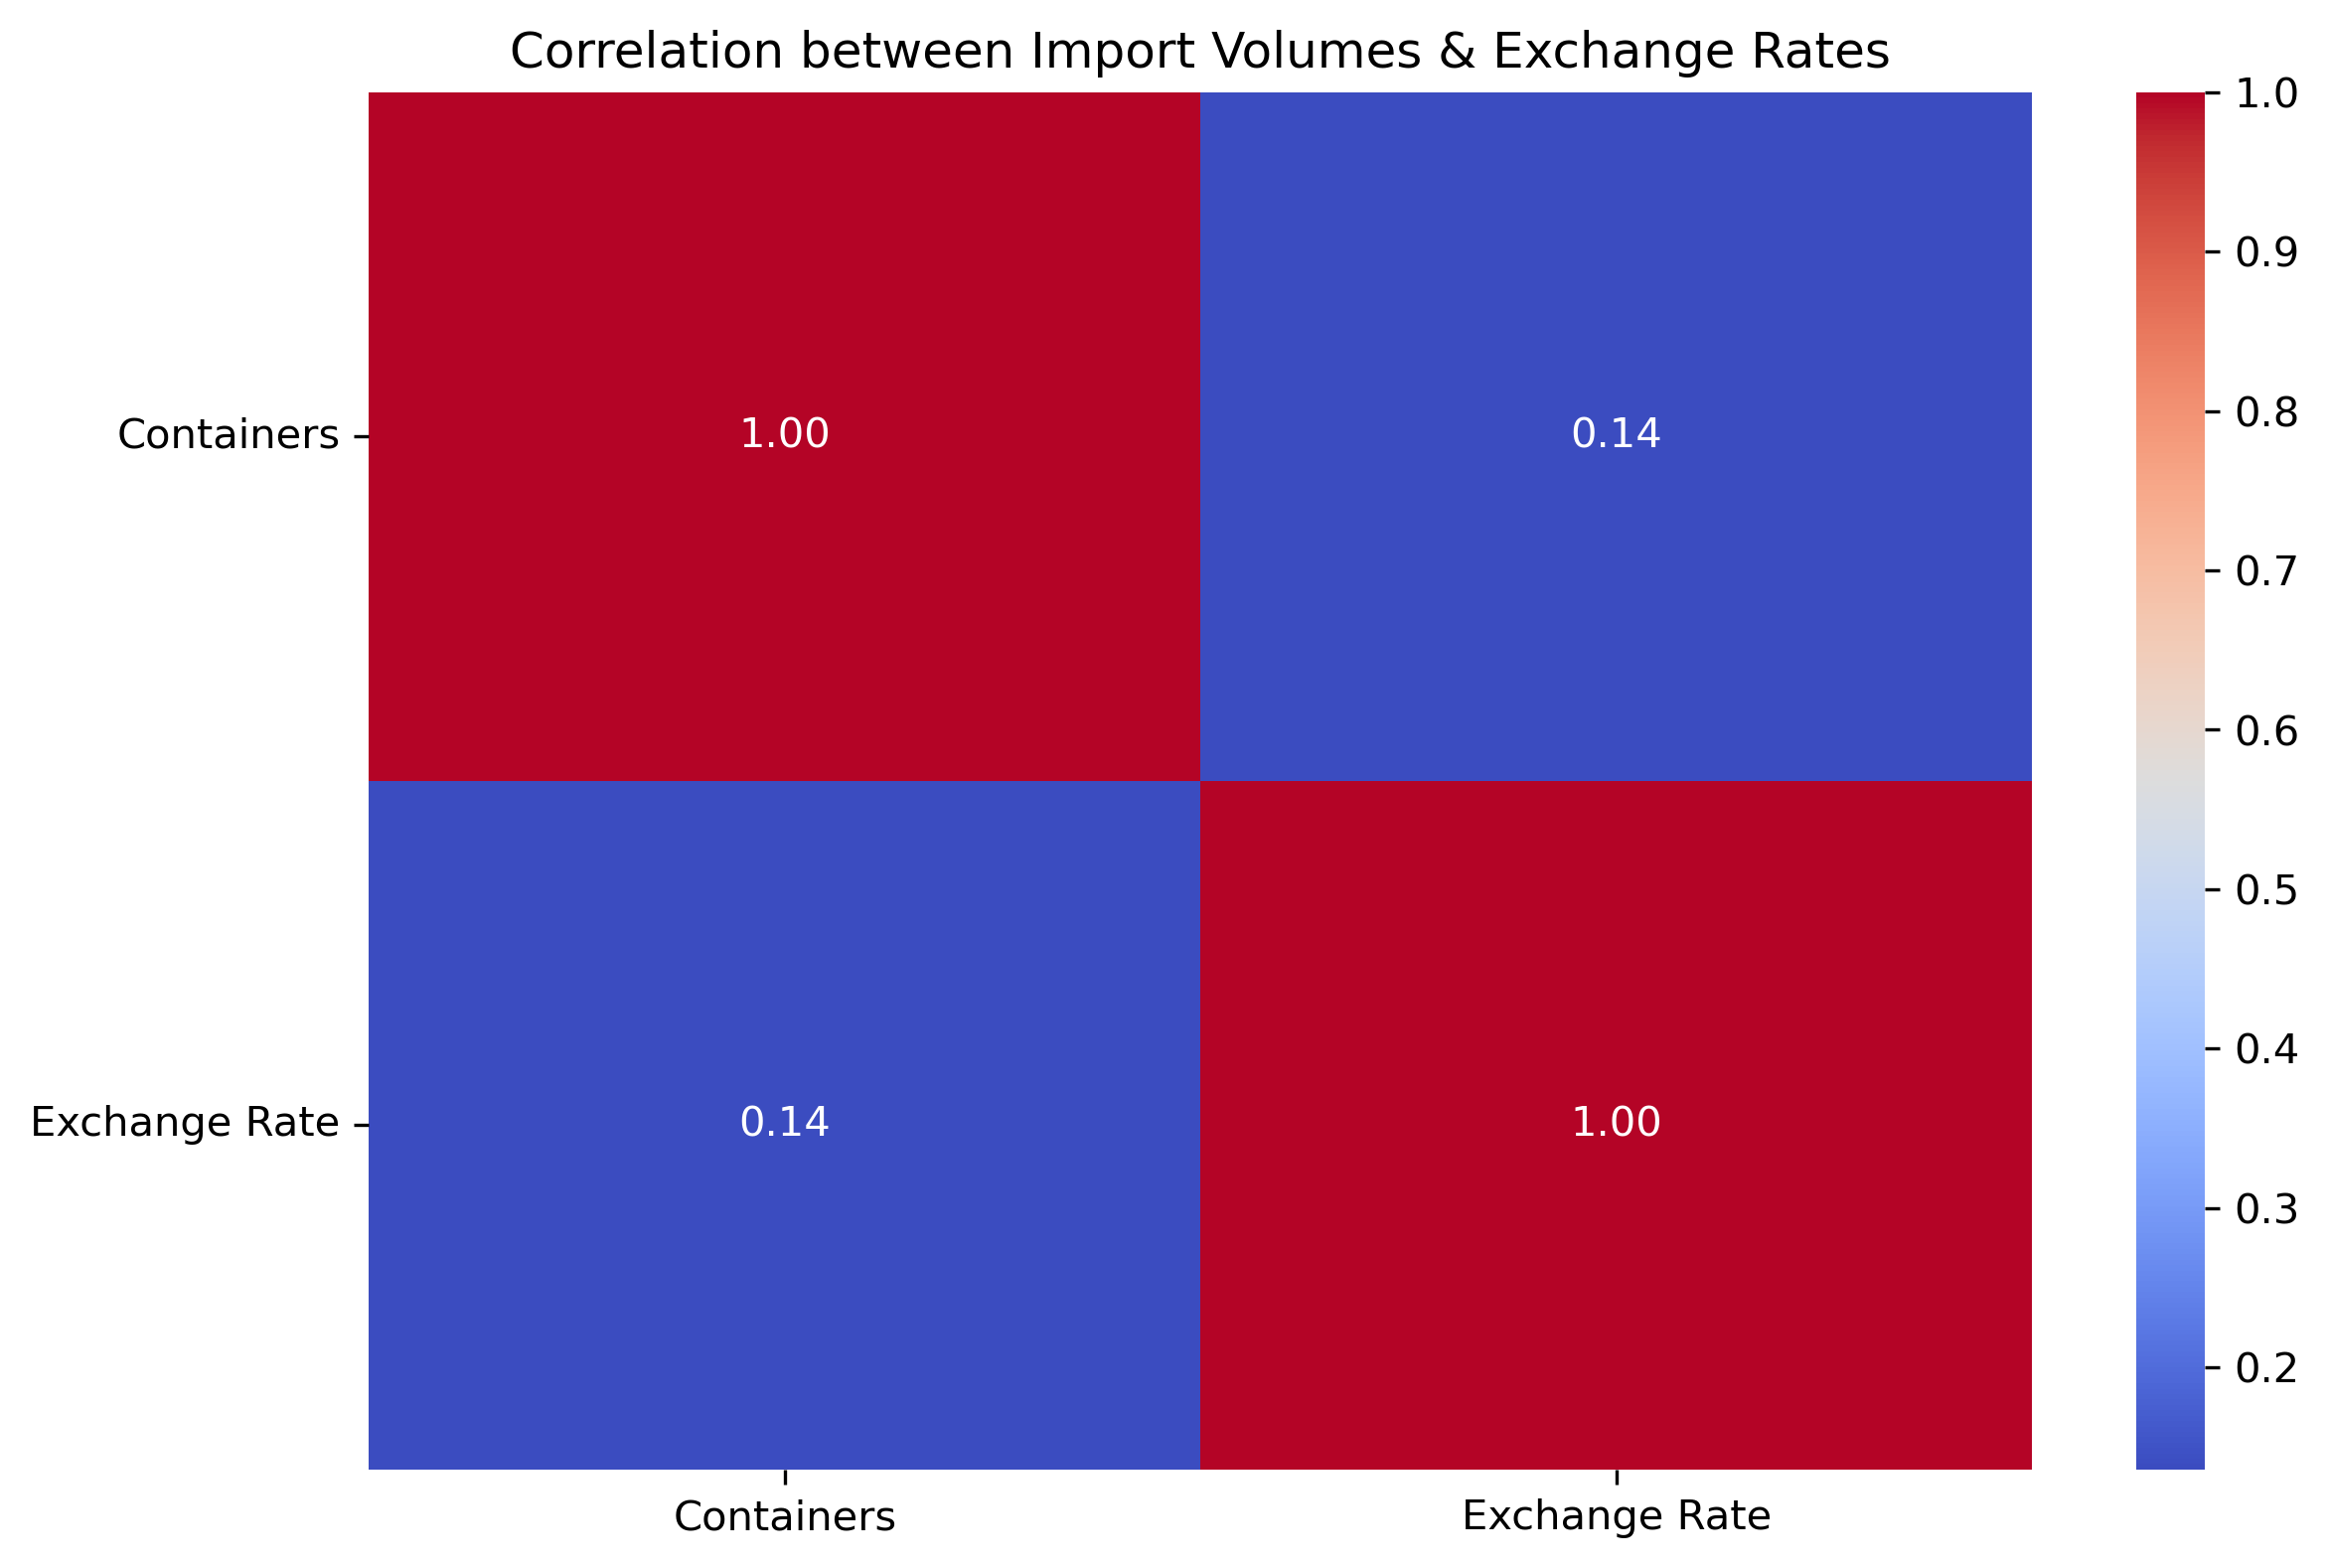 Correlation between Import Volumes & Exchange Rates
Containers
Exchange Rate
1.00
0.14
0.14
1.00
Containers
Exchange Rate
1.0
0.9
0.8
0.7
0.6
0.5
0.4
0.3
0.2